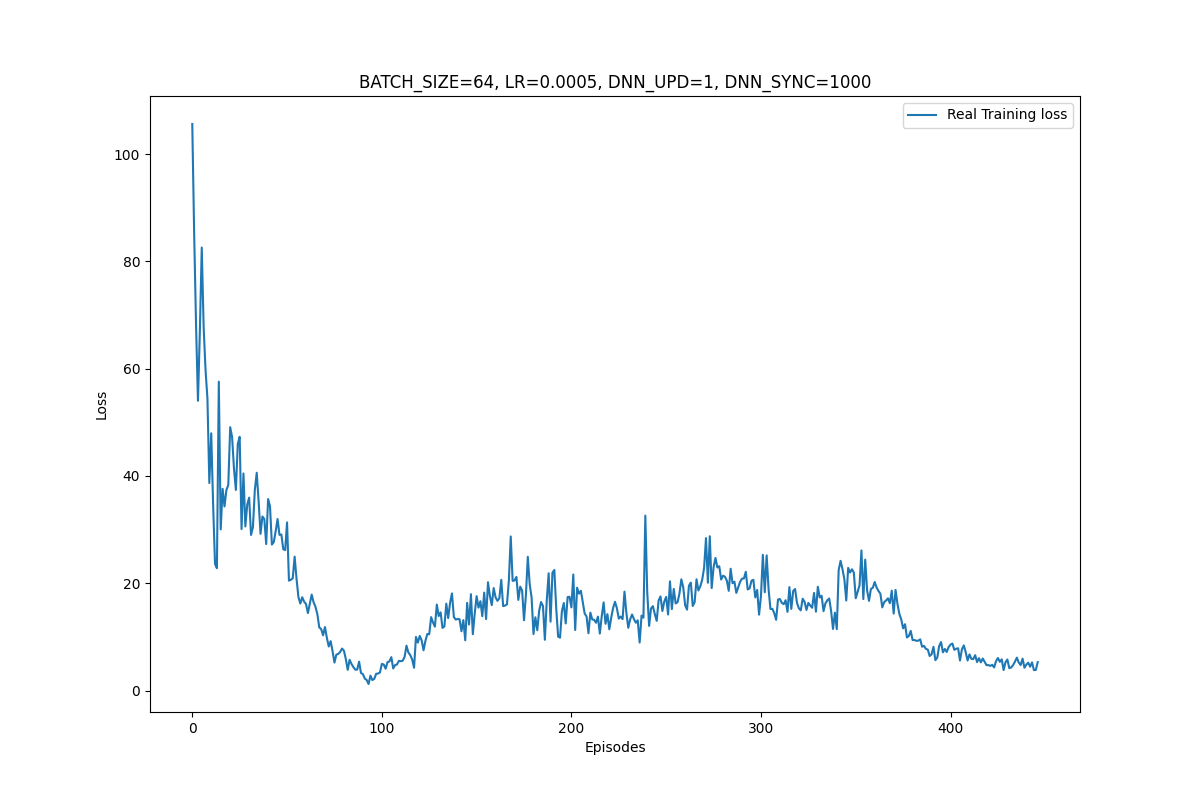 BATCH_SIZE=64, LR=0.0005, DNN_UPD=1, DNN_SYNC=1000
Real Training loss
100
80
60
40
20
0
Loss
0 100 200 300 400
Episodes